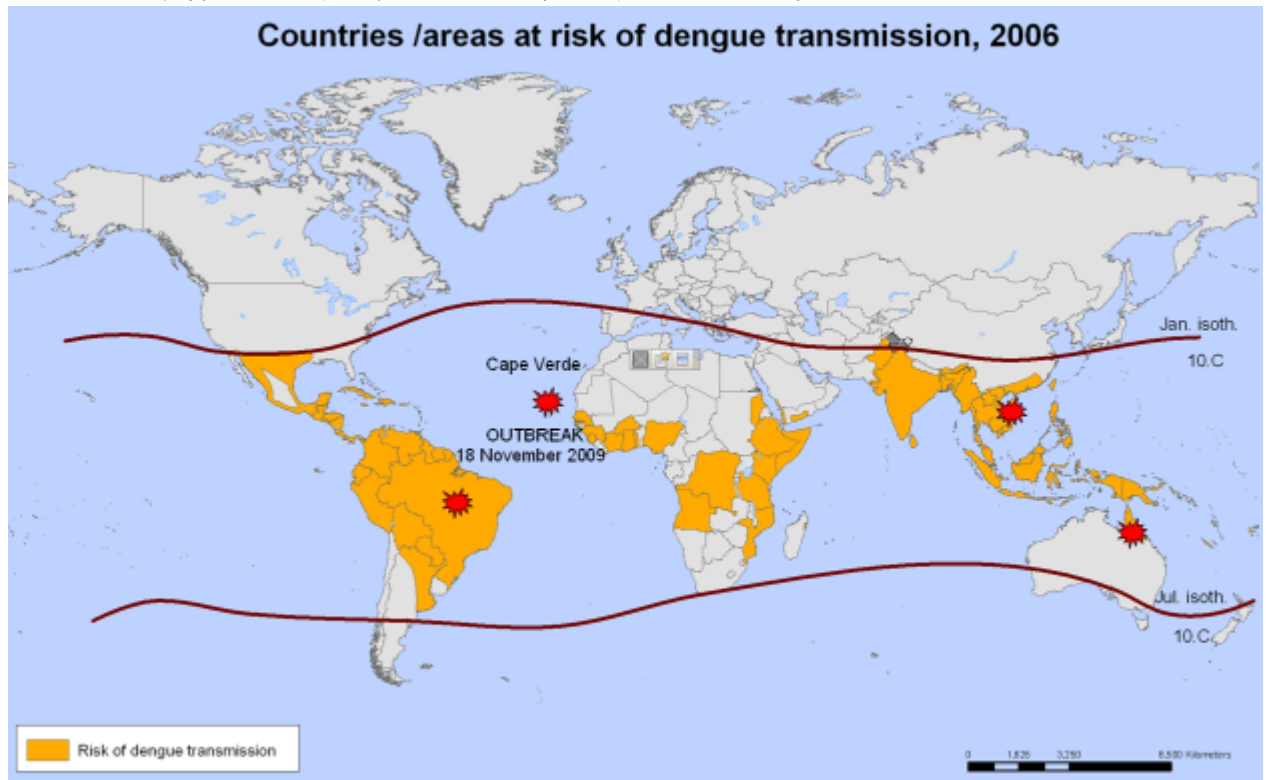 Countries /areas at risk of dengue transmission, 2006
Jan. isoth.
10.C
Cape Verde
OUTBREAK
18 November 2009
Jul. isoth.
10.C
Risk of dengue transmission
0 1,625 3,250 6,500 Kilometers